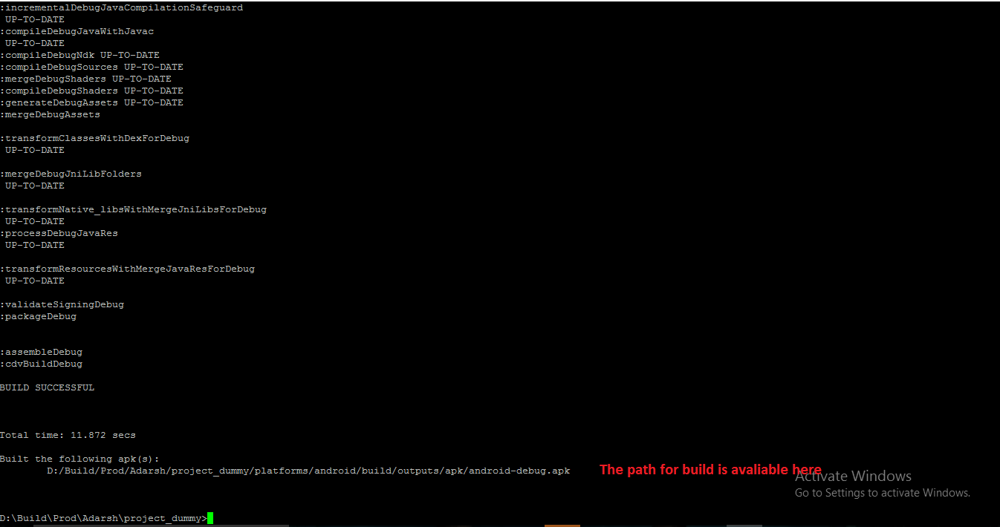 :incrementalDebugJavaCompilationSafeguard
UP-TO-DATE
:compileDebugJavaWithJavac
UP-TO-DATE
:compileDebugNdk UP-TO-DATE
:compileDebugSources UP-TO-DATE
:mergeDebugShaders UP-TO-DATE
:compileDebugShaders UP-TO-DATE
:generateDebugAssets UP-TO-DATE
:mergeDebugAssets
:transformClassesWithDexForDebug
UP-TO-DATE
:mergeDebugJniLibFolders
UP-TO-DATE
:transformNative_libsWithMergeJniLibsForDebug
UP-TO-DATE
:processDebugJavaRes
UP-TO-DATE
:transformResourcesWithMergeJavaResForDebug
UP-TO-DATE
:validateSigningDebug
:packageDebug
:assembleDebug
:cdvBuildDebug
BUILD SUCCESSFUL
Total time: 11.872 secs
Built the following apk(s):
D:/Build/Prod/Adarsh/project_dummy/platforms/android/build/outputs/apk/android-debug.apk
The path for build is avaliable here
Activate Windows
Go to Settings to activate Windows.
D:\Build\Prod\Adarsh\project_dummy>